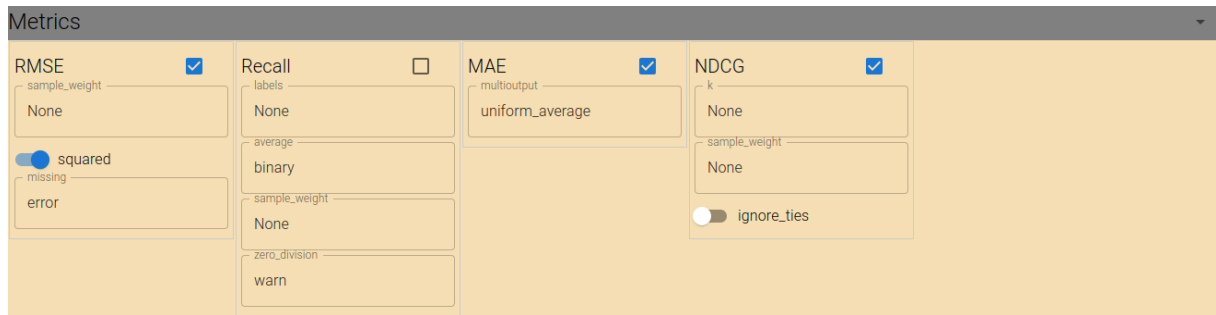 Metrics
RMSE
sample_weight
None
squared
missing
error
Recall
labels
None
average
binary
sample_weight
None
zero_division
warn
MAE
multioutput
uniform_average
NDCG
k
None
sample_weight
None
ignore_ties